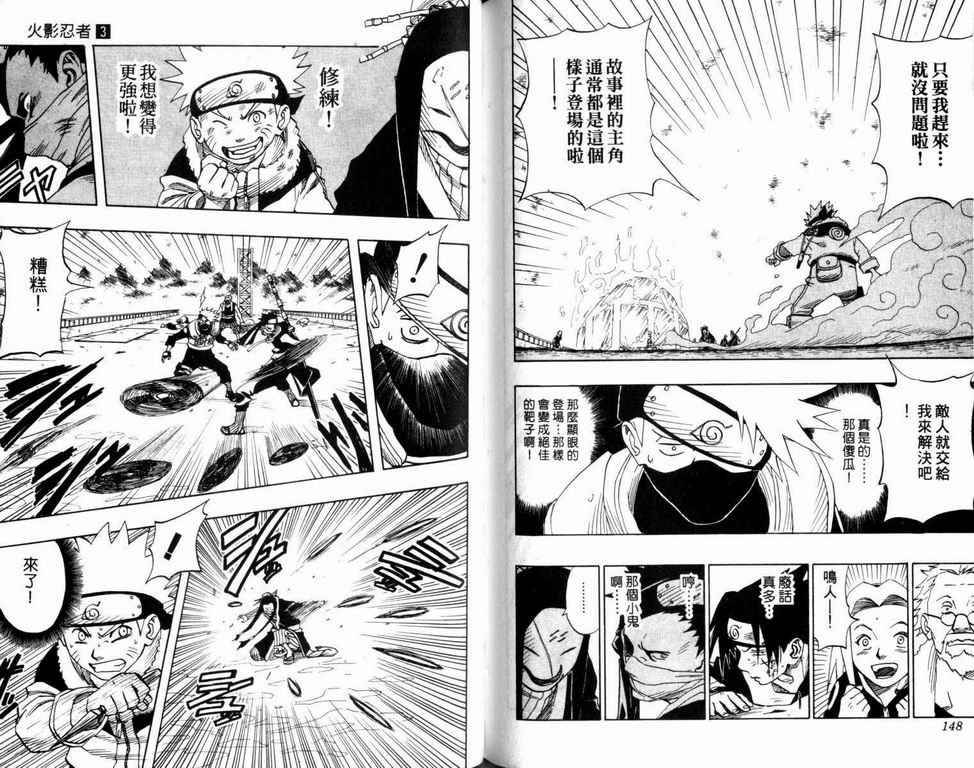 只要我趕來…
就沒問題啦！
故事裡的主角
通常都是這個
樣子登場的啦
——！
敵人就交給
我來解決吧
！
真是的……
那個傻瓜！
那麼顯眼的
登場…那樣
會變成絕佳
的靶子啊！
鳴人——！
廢話
真多…
哼……
那個小鬼
啊……
………
148
火影忍者 3
修練！
我想變得
更強啦！
！
糟糕！
！
來了！